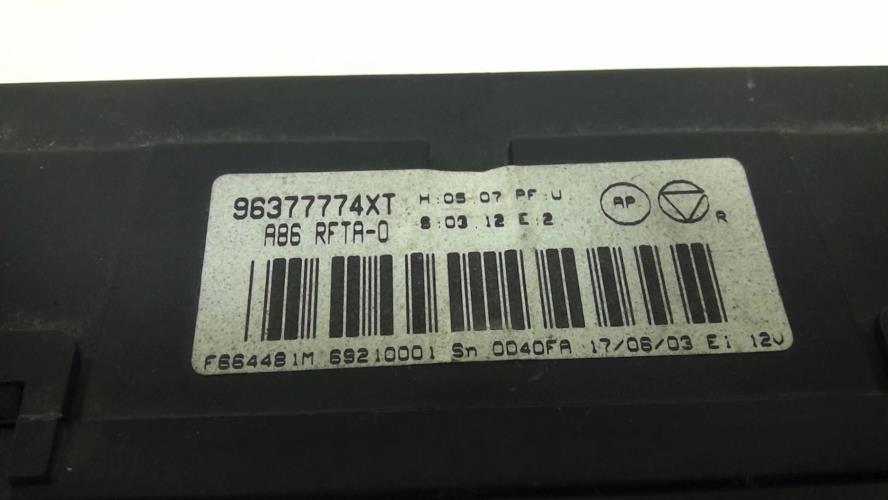 96377774XT H:05.07 PF:U
A86 RFTA-0 S:03.12 E:2
AP
R
F664481M 69210001 Sn 0040FA 17/06/03 Ei 12V